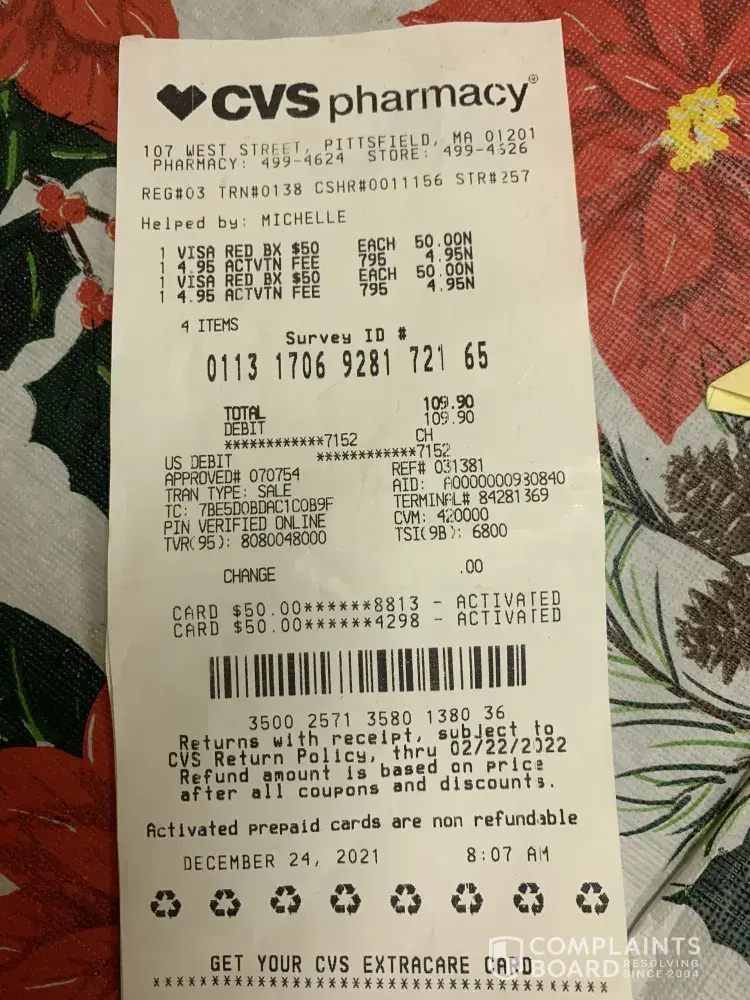 CVS pharmacy®
107 WEST STREET, PITTSFIELD, MA 01201
PHARMACY: 499-4624 STORE: 499-4526
REG#03 TRN#0138 CSHR#0011156 STR#257
Helped by: MICHELLE
1 VISA RED BX $50 EACH 50.00N
1 4.95 ACTVTN FEE 795 4.95N
1 VISA RED BX $50 EACH 50.00N
1 4.95 ACTVTN FEE 795 4.95N
4 ITEMS
Survey ID #
0113 1706 9281 721 65
TOTAL 109.90
DEBIT 109.90
************7152 CH
US DEBIT ************7152
APPROVED# 070754 REF# 031381
TRAN TYPE: SALE AID: A0000000980840
TC: 7BE5D0BDAC1C0B9F TERMINAL# 84281369
PIN VERIFIED ONLINE CVM: 420000
TVR(95): 8080048000 TSI(9B): 6800
CHANGE .00
CARD $50.00******8813 - ACTIVATED
CARD $50.00******4298 - ACTIVATED
3500 2571 3580 1380 36
Returns with receipt, subject to
CVS Return Policy, thru 02/22/2022
Refund amount is based on price
after all coupons and discounts.
Activated prepaid cards are non refundable
DECEMBER 24, 2021 8:07 AM
GET YOUR CVS EXTRACARE CARD
****************************************
COMPLAINTS
BOARD RESOLVING SINCE 2004